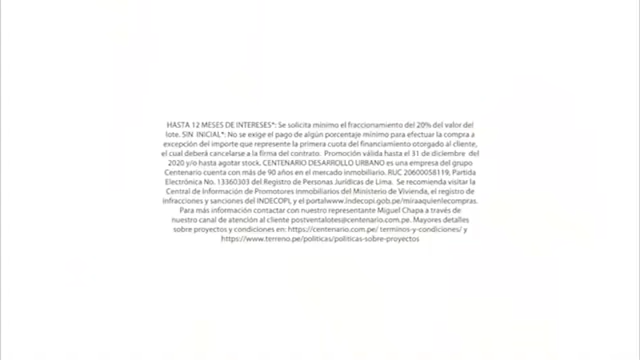 HASTA 12 MESES DE INTERESES*: Se solicita mínimo el fraccionamiento del 20% del valor del
lote. SIN INICIAL*: No se exige el pago de algún porcentaje mínimo para efectuar la compra a
excepción del importe que represente la primera cuota del financiamiento otorgado al cliente,
el cual deberá cancelarse a la firma del contrato. Promoción válida hasta el 31 de diciembre del
2020 y/o hasta agotar stock. CENTENARIO DESARROLLO URBANO es una empresa del grupo
Centenario cuenta con más de 90 años en el mercado inmobiliario. RUC 20600058119, Partida
Electrónica No. 13360303 del Registro de Personas Jurídicas de Lima. Se recomienda visitar la
Central de Información de Promotores inmobiliarios del Ministerio de Vivienda, el registro de
infracciones y sanciones del INDECOPI, y el portalwww.indecopi.gob.pe/miraaquienlecompras.
Para más información contactar con nuestro representante Miguel Chapa a través de
nuestro canal de atención al cliente postventalotes@centenario.com.pe. Mayores detalles
sobre proyectos y condiciones en: https://centenario.com.pe/ terminos-y-condiciones/ y
https://www.terreno.pe/politicas/politicas-sobre-proyectos